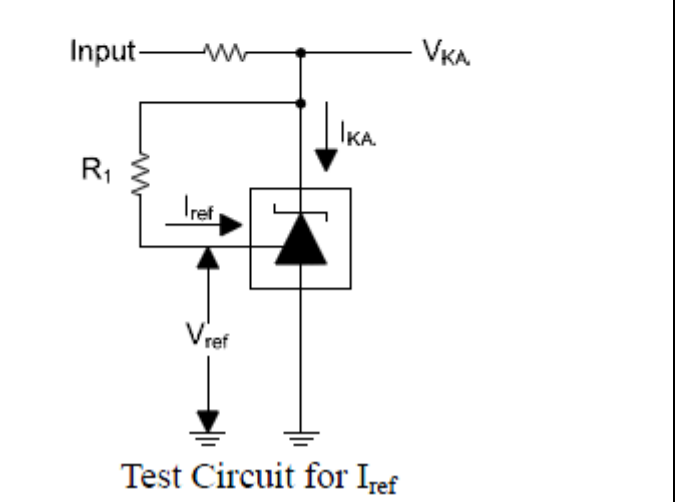 Input
VKA.
IKA.
R1
Iref
Vref
Test Circuit for Iref